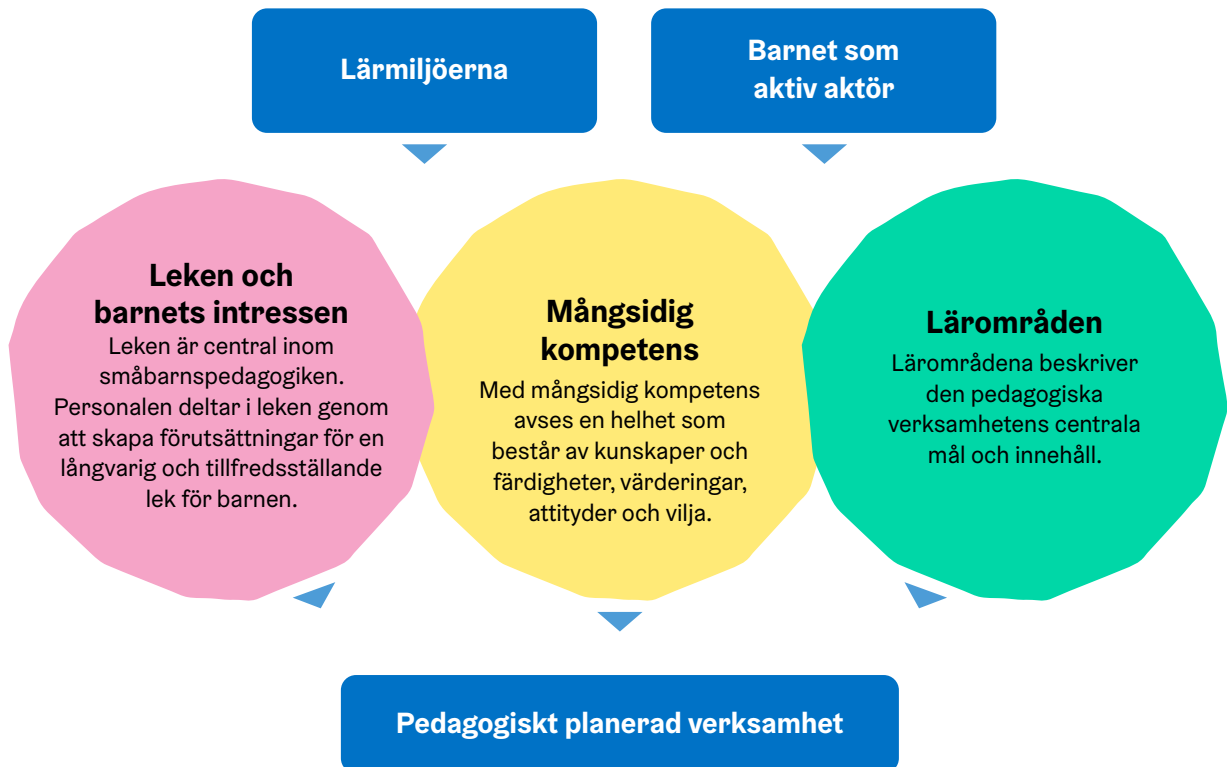 Lärmiljöerna
Barnet som
aktiv aktör
Leken och
barnets intressen
Leken är central inom
småbarnspedagogiken.
Personalen deltar i leken genom
att skapa förutsättningar för en
långvarig och tillfredsställande
lek för barnen.
Mångsidig
kompetens
Med mångsidig kompetens
avses en helhet som
består av kunskaper och
färdigheter, värderingar,
attityder och vilja.
Lärområden
Lärområdena beskriver
den pedagogiska
verksamhetens centrala
mål och innehåll.
Pedagogiskt planerad verksamhet